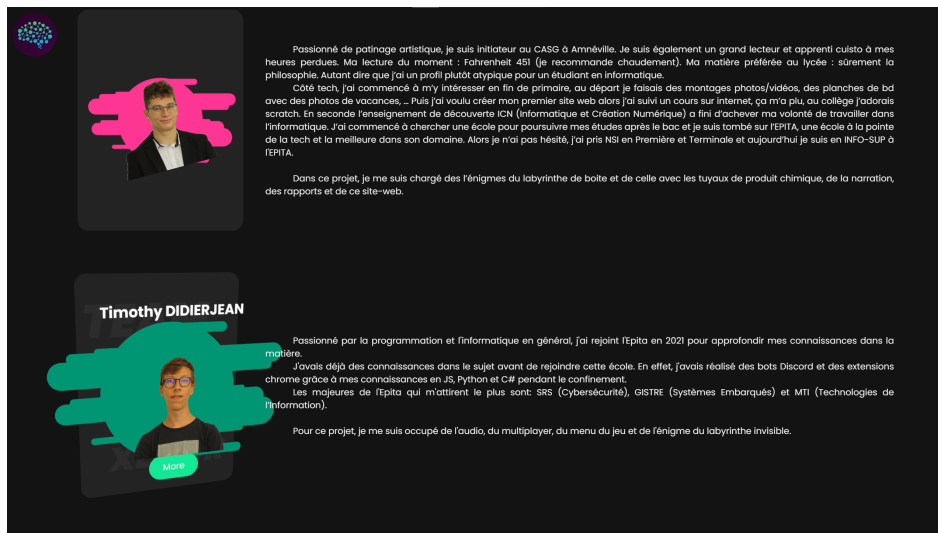 Passionné de patinage artistique, je suis initiateur au CASG à Amnéville. Je suis également un grand lecteur et apprenti cuisto à mes
heures perdues. Ma lecture du moment : Fahrenheit 451 (je recommande chaudement). Ma matière préférée au lycée : sûrement la
philosophie. Autant dire que j'ai un profil plutôt atypique pour un étudiant en informatique.
Côté tech, j'ai commencé à m'y intéresser en fin de primaire, au départ je faisais des montages photos/vidéos, des planches de bd
avec des photos de vacances, … Puis j'ai voulu créer mon premier site web alors j'ai suivi un cours sur internet, ça m'a plu, au collège j'adorais
scratch. En seconde l'enseignement de découverte ICN (Informatique et Création Numérique) a fini d'achever ma volonté de travailler dans
l'informatique. J'ai commencé à chercher une école pour poursuivre mes études après le bac et je suis tombé sur l'EPITA, une école à la pointe
de la tech et la meilleure dans son domaine. Alors je n'ai pas hésité, j'ai pris NSI en Première et Terminale et aujourd'hui je suis en INFO-SUP à
l'EPITA.
Dans ce projet, je me suis chargé des l'énigmes du labyrinthe de boite et de celle avec les tuyaux de produit chimique, de la narration,
des rapports et de ce site-web.
Timothy DIDIERJEAN
More
Passionné par la programmation et l'informatique en général, j'ai rejoint l'Epita en 2021 pour approfondir mes connaissances dans la
matière.
J'avais déjà des connaissances dans le sujet avant de rejoindre cette école. En effet, j'avais réalisé des bots Discord et des extensions
chrome grâce à mes connaissances en JS, Python et C# pendant le confinement.
Les majeures de l'Epita qui m'attirent le plus sont: SRS (Cybersécurité), GISTRE (Systèmes Embarqués) et MTI (Technologies de
l'Information).
Pour ce projet, je me suis occupé de l'audio, du multiplayer, du menu du jeu et de l'énigme du labyrinthe invisible.